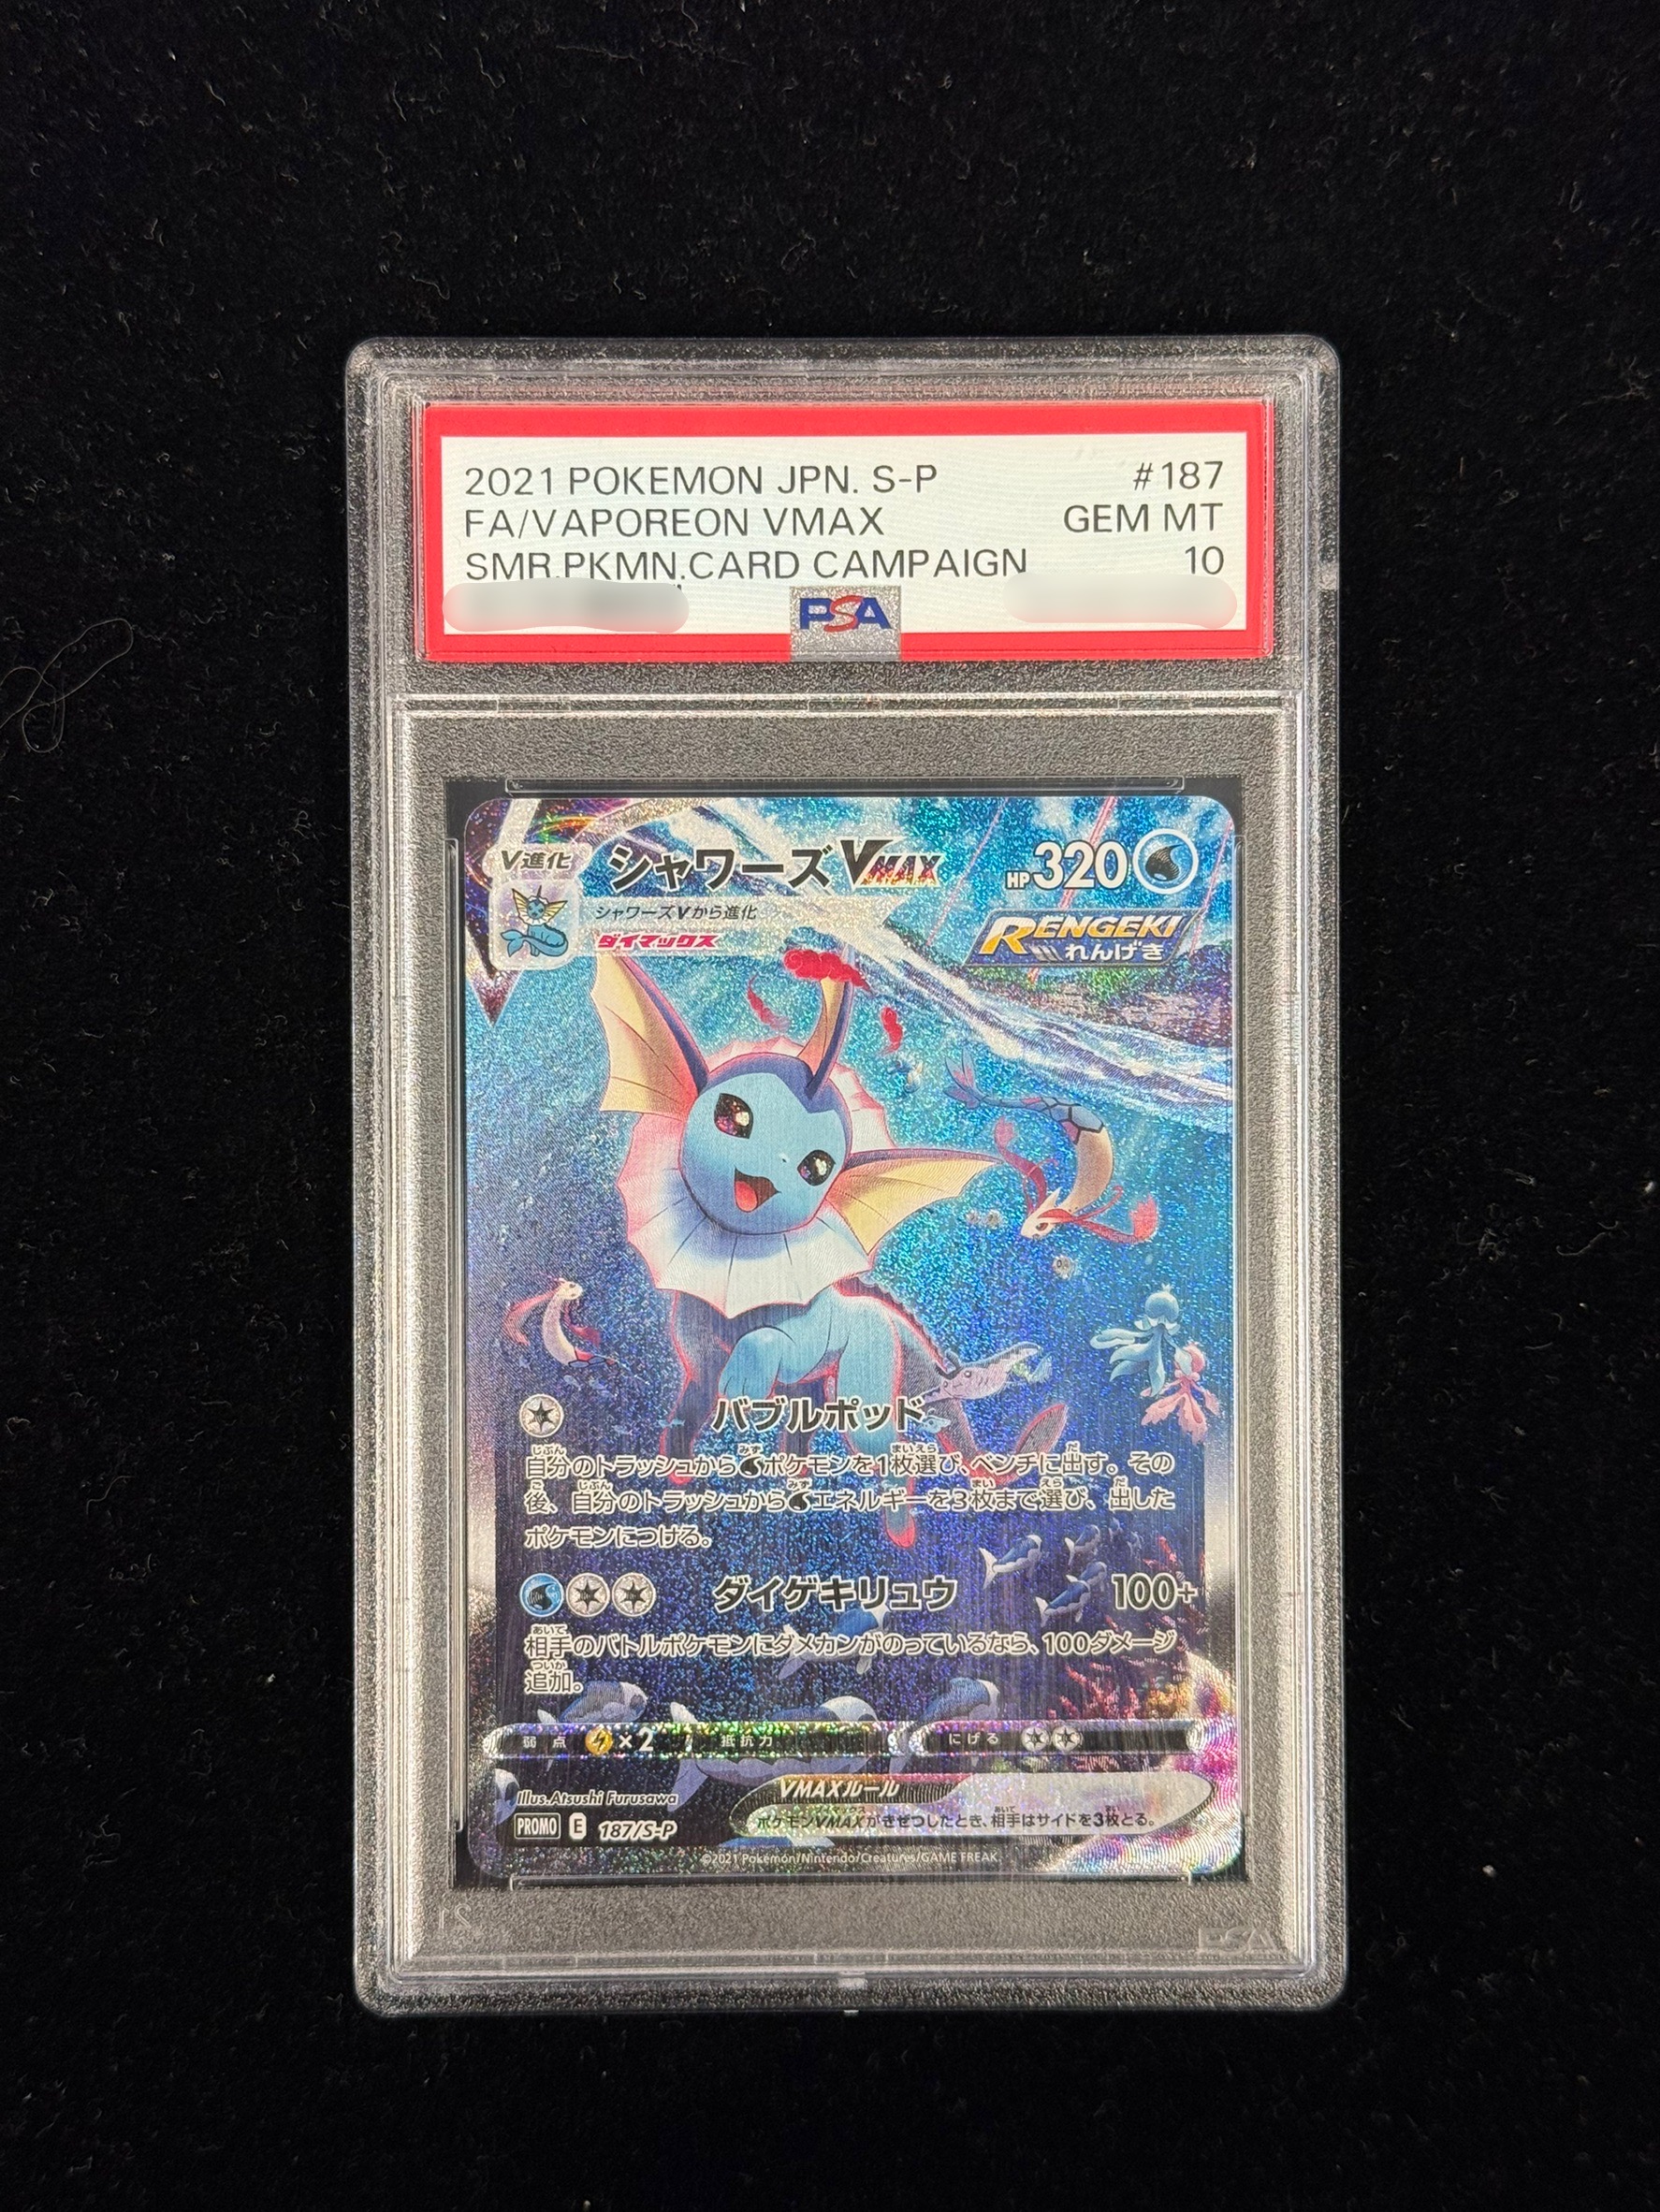 2021 POKEMON JPN. S-P #187
FA/VAPOREON VMAX GEM MT
SMR.PKMN.CARD CAMPAIGN 10
PSA
V進化 シャワーズVMAX HP320
シャワーズVから進化
ダイマックス
RENGEKI
れんげき
バブルポッド
自分のトラッシュからポケモンを1枚選び、ベンチに出す。その
後、自分のトラッシュからエネルギーを3枚まで選び、出した
ポケモンにつける。
ダイゲキリュウ 100+
相手のバトルポケモンにダメカンがのっているなら、100ダメージ
追加。
弱点 ×2 抵抗力 にげる
Illus. Atsushi Furusawa
VMAXルール
ポケモンVMAXがきぜつしたとき、相手はサイドを3枚とる。
PROMO E 187/S-P
©2021 Pokémon/Nintendo/Creatures/GAME FREAK.
PSA